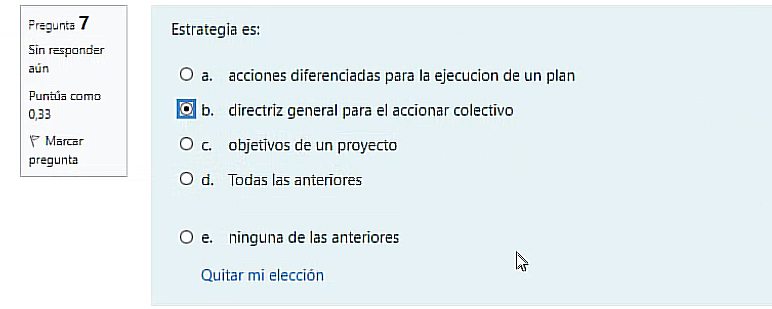 Pregunta 7
Sin responder
aún
Puntúa como
0,33
Marcar
pregunta
Estrategia es:
a. acciones diferenciadas para la ejecucion de un plan
b. directriz general para el accionar colectivo
c. objetivos de un proyecto
d. Todas las anteriores
e. ninguna de las anteriores
Quitar mi elección